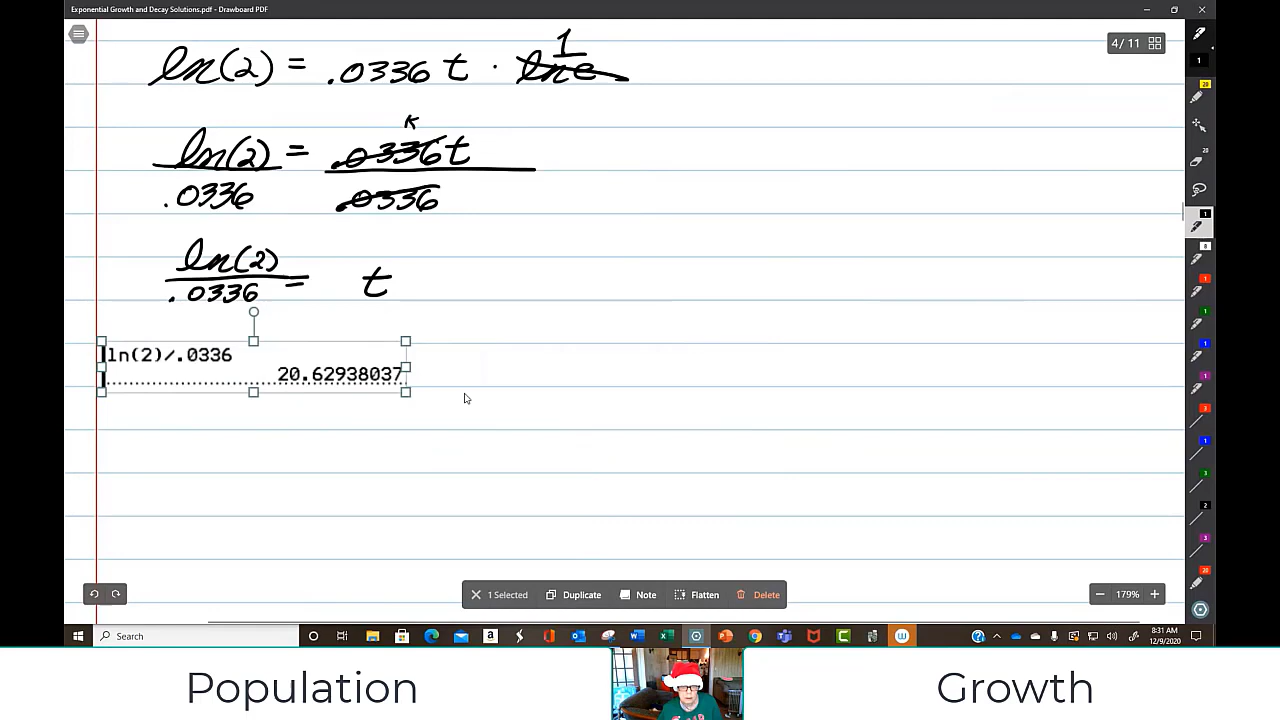 Exponential Growth and Decay Solutions.pdf - Drawboard PDF
4 / 11
ln(2) = .0336 t · ln e 1
ln(2) = .0336 t
.0336 .0336
ln(2) = t
.0336
ln(2)/.0336
20.62938037
1 Selected Duplicate Note Flatten Delete
179%
Search
8:31 AM
12/9/2020
Population Growth